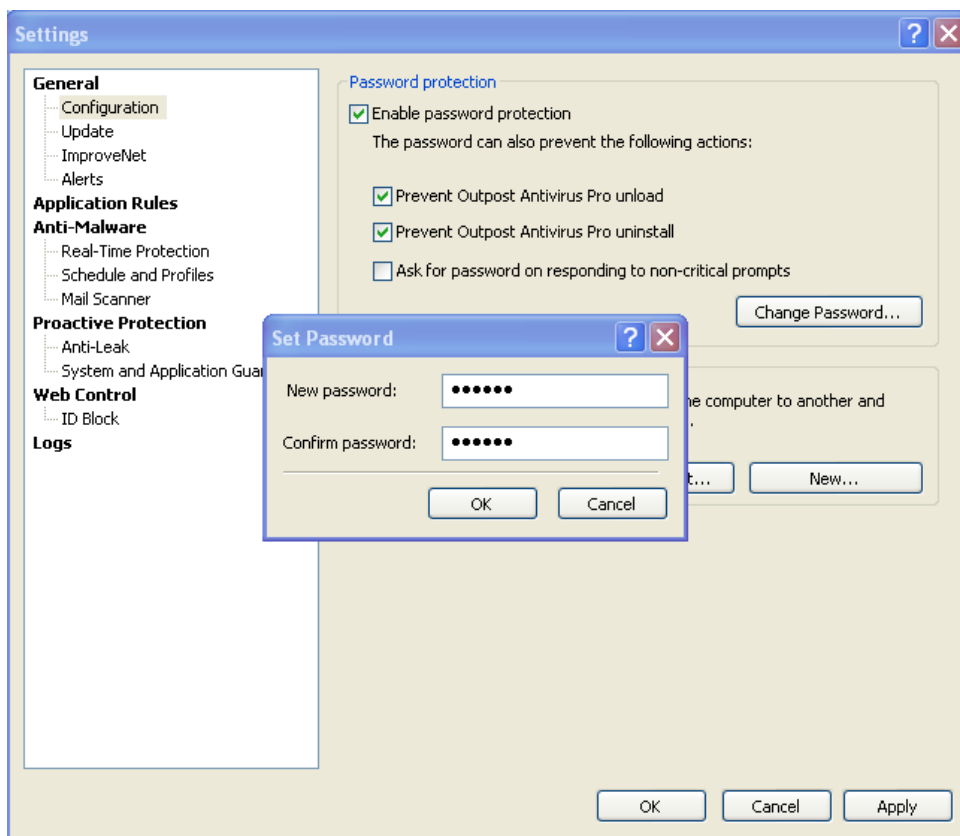 Settings
General
Configuration
Update
ImproveNet
Alerts
Application Rules
Anti-Malware
Real-Time Protection
Schedule and Profiles
Mail Scanner
Proactive Protection
Anti-Leak
System and Application
Web Control
ID Block
Logs
Password protection
Enable password protection
The password can also prevent the following actions:
Prevent Outpost Antivirus Pro unload
Prevent Outpost Antivirus Pro uninstall
Ask for password on responding to non-critical prompts
Change Password...
computer to another and
New...
Set Password
New password: ••••••
Confirm password: ••••••
OK Cancel
OK Cancel Apply